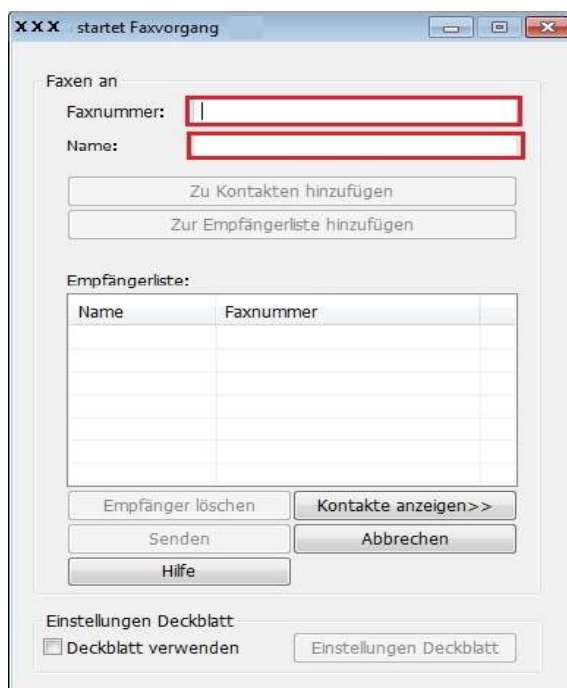 XXX startet Faxvorgang
Faxen an
Faxnummer:
Name:
Zu Kontakten hinzufügen
Zur Empfängerliste hinzufügen
Empfängerliste:
Name Faxnummer
Empfänger löschen Kontakte anzeigen>>
Senden Abbrechen
Hilfe
Einstellungen Deckblatt
Deckblatt verwenden Einstellungen Deckblatt